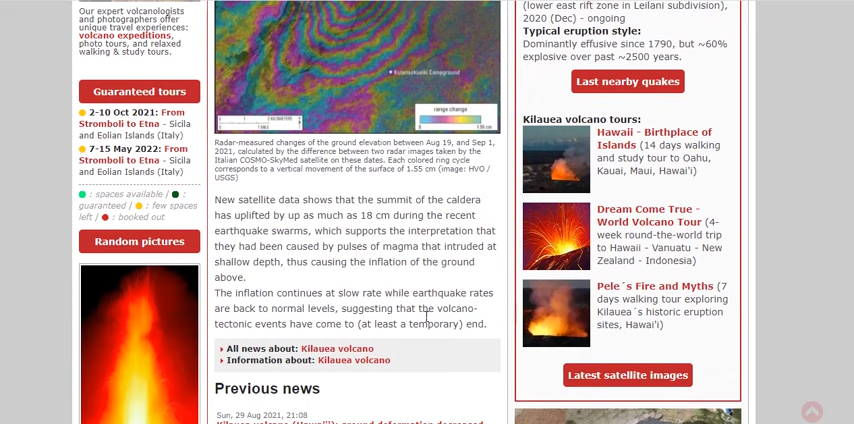 Our expert volcanologists
and photographers offer
unique travel experiences:
volcano expeditions,
photo tours, and relaxed
walking & study tours.
Guaranteed tours
2-10 Oct 2021: From
Stromboli to Etna - Sicila
and Eolian Islands (Italy)
7-15 May 2022: From
Stromboli to Etna - Sicila
and Eolian Islands (Italy)
: spaces available / :
guaranteed / : few spaces
left / : booked out
Random pictures
range change
0
1.55 cm
Radar-measured changes of the ground elevation between Aug 19, and Sep 1,
2021, calculated by the difference between two radar images taken by the
Italian COSMO-SkyMed satellite on these dates. Each colored ring cycle
corresponds to a vertical movement of the surface of 1.55 cm (image: HVO /
USGS)
New satellite data shows that the summit of the caldera
has uplifted by up as much as 18 cm during the recent
earthquake swarms, which supports the interpretation that
they had been caused by pulses of magma that intruded at
shallow depth, thus causing the inflation of the ground
above.
The inflation continues at slow rate while earthquake rates
are back to normal levels, suggesting that the volcano-
tectonic events have come to (at least a temporary) end.
All news about: Kilauea volcano
Information about: Kilauea volcano
Previous news
Sun, 29 Aug 2021, 21:08
Kilauea volcano (Hawai'i): ground deformation decreased
(lower east rift zone in Leilani subdivision),
2020 (Dec) - ongoing
Typical eruption style:
Dominantly effusive since 1790, but ~60%
explosive over past ~2500 years.
Last nearby quakes
Kilauea volcano tours:
Hawaii - Birthplace of
Islands (14 days walking
and study tour to Oahu,
Kauai, Maui, Hawai'i)
Dream Come True -
World Volcano Tour (4-
week round-the-world trip
to Hawaii - Vanuatu - New
Zealand - Indonesia)
Pele´s Fire and Myths (7
days walking tour exploring
Kilauea´s historic eruption
sites, Hawai'i)
Latest satellite images